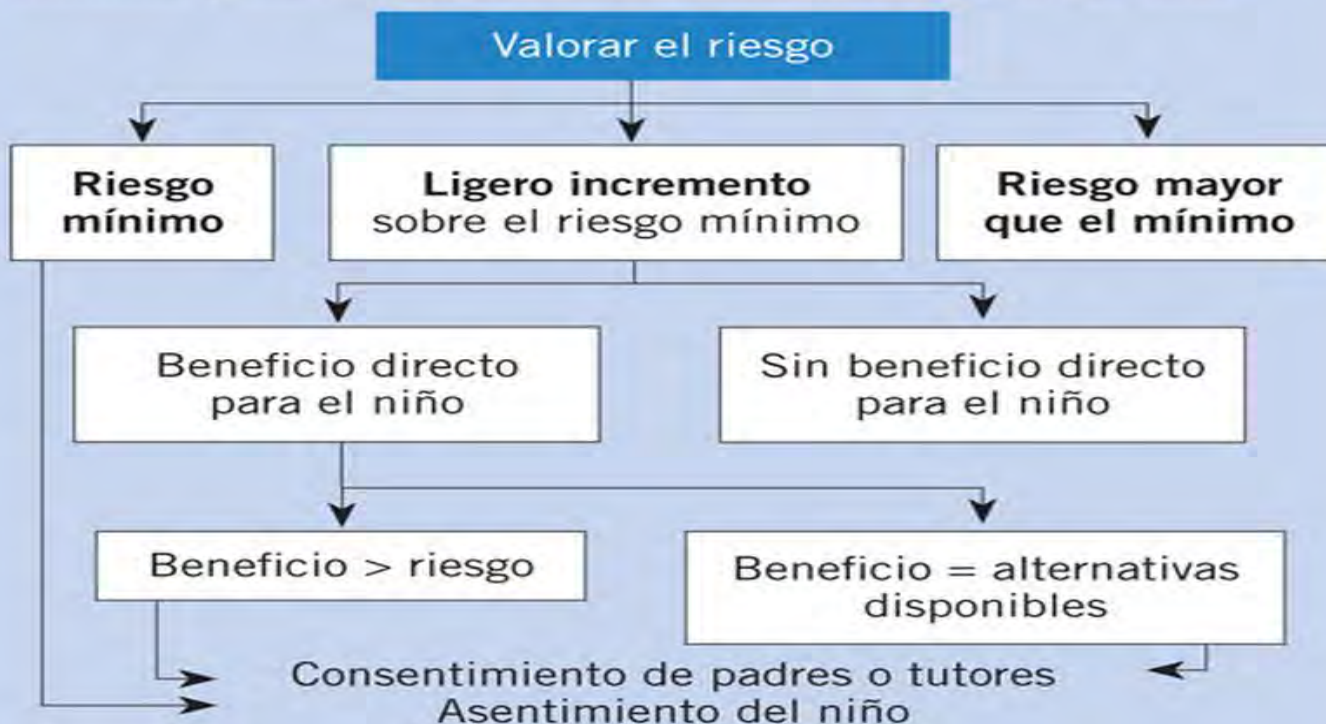 Valorar el riesgo
Riesgo
mínimo
Ligero incremento
sobre el riesgo mínimo
Riesgo mayor
que el mínimo
Beneficio directo
para el niño
Sin beneficio directo
para el niño
Beneficio > riesgo
Beneficio = alternativas
disponibles
Consentimiento de padres o tutores
Asentimiento del niño